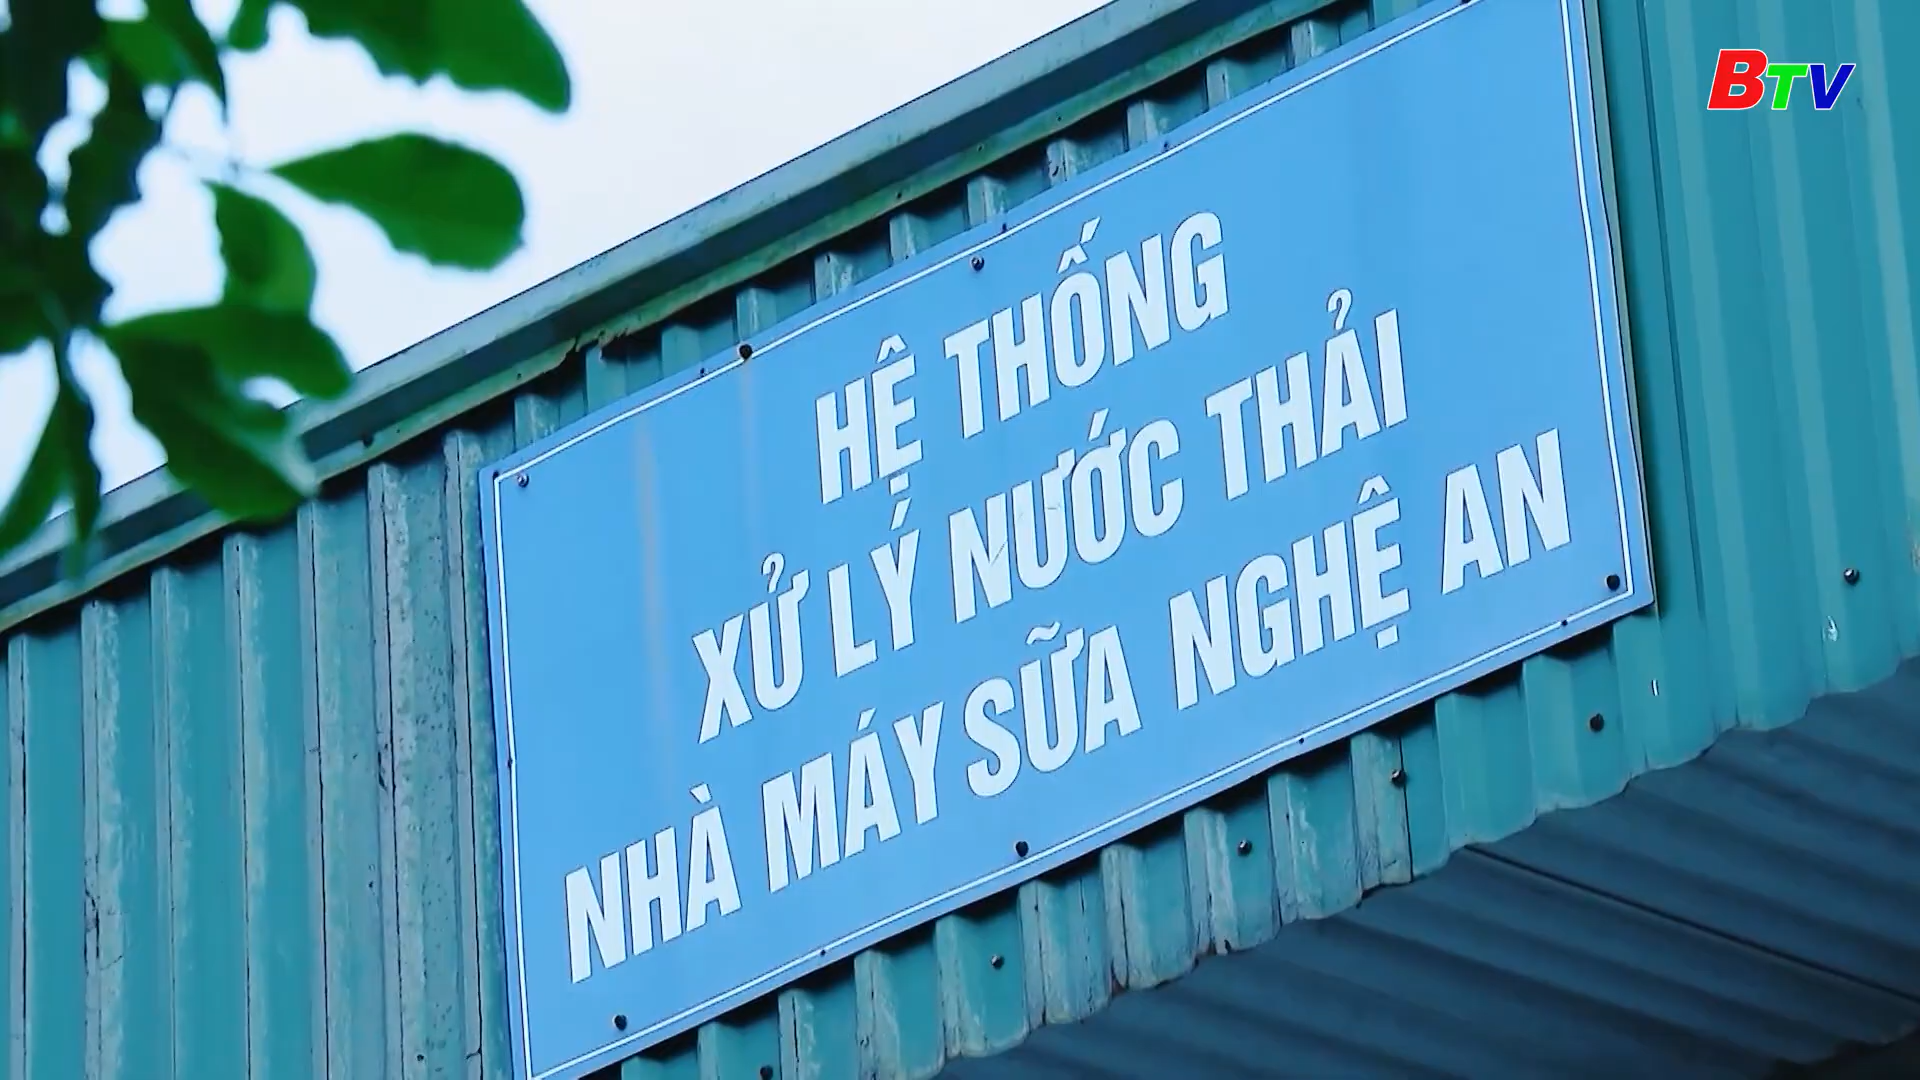 BTV
HỆ THỐNG
XỬ LÝ NƯỚC THẢI
NHÀ MÁY SỮA NGHỆ AN